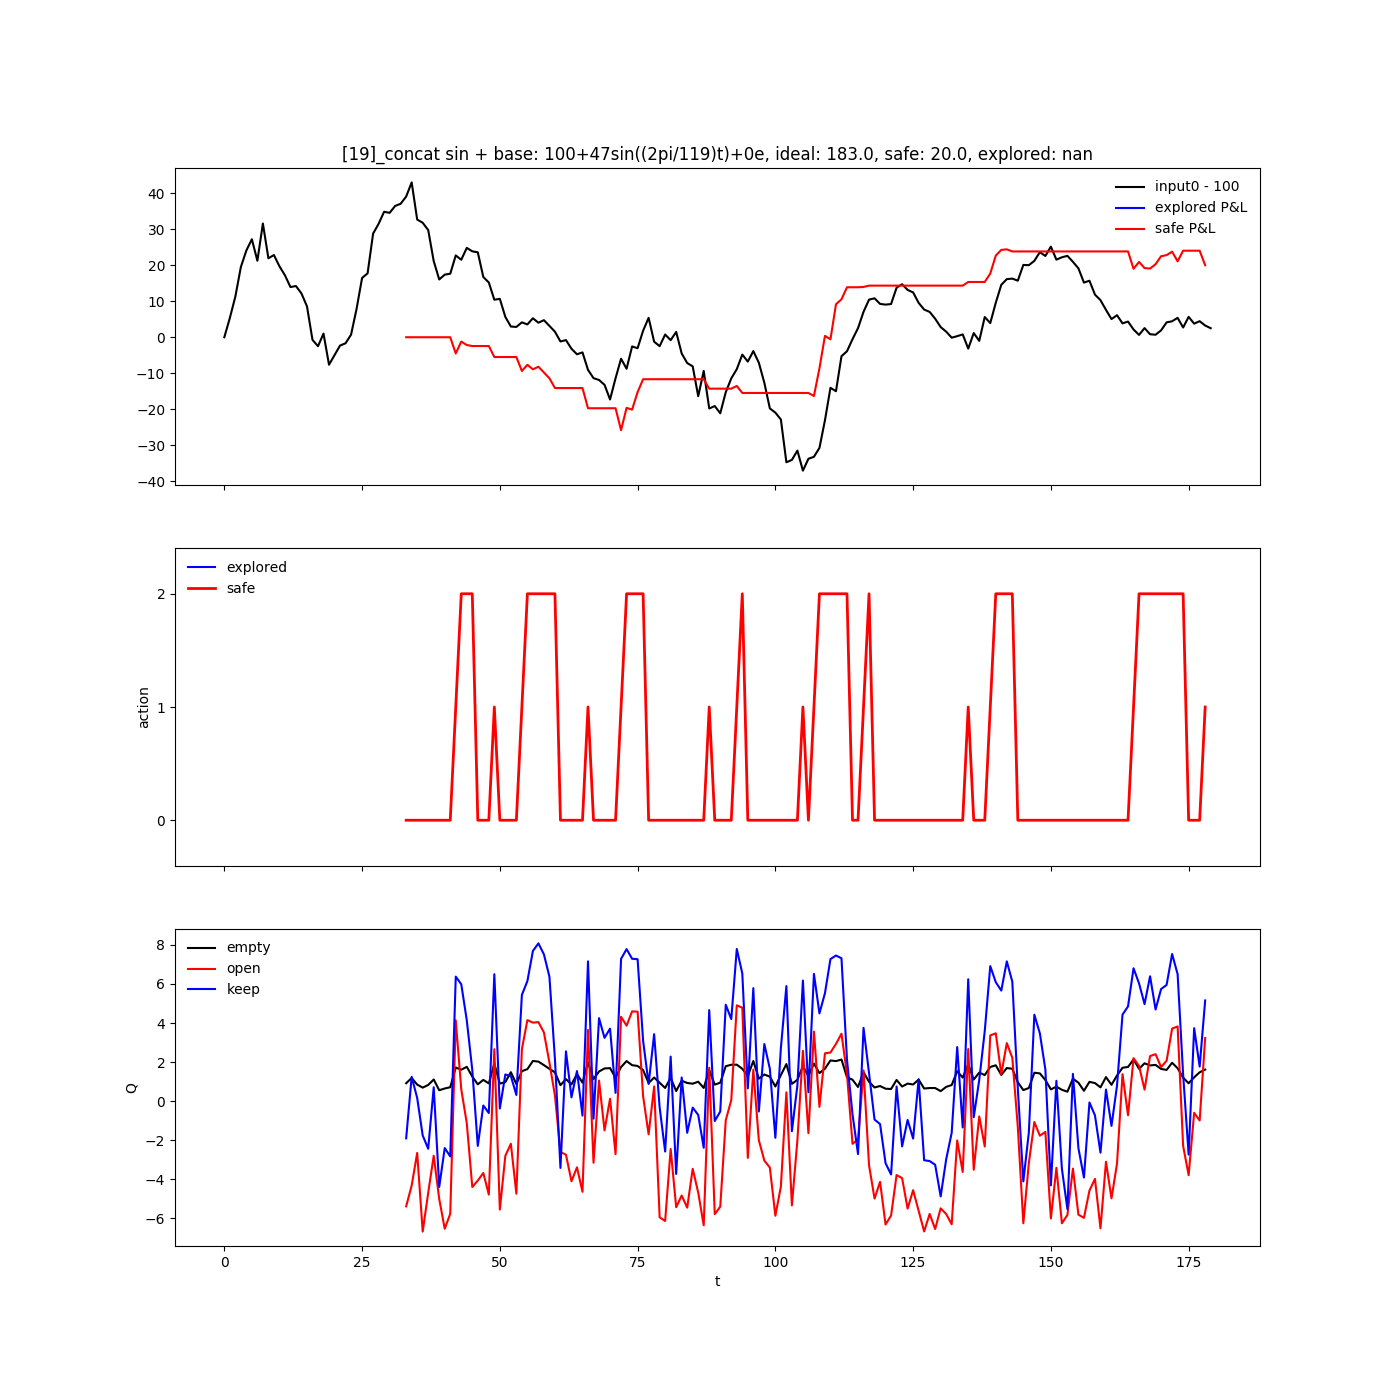 [19]_concat sin + base: 100+47sin((2pi/119)t)+0e, ideal: 183.0, safe: 20.0, explored: nan
input0 - 100
explored P&L
safe P&L
40
30
20
10
0
−10
−20
−30
−40
explored
safe
2
1
0
action
empty
open
keep
8
6
4
2
0
−2
−4
−6
Q
0 25 50 75 100 125 150 175
t